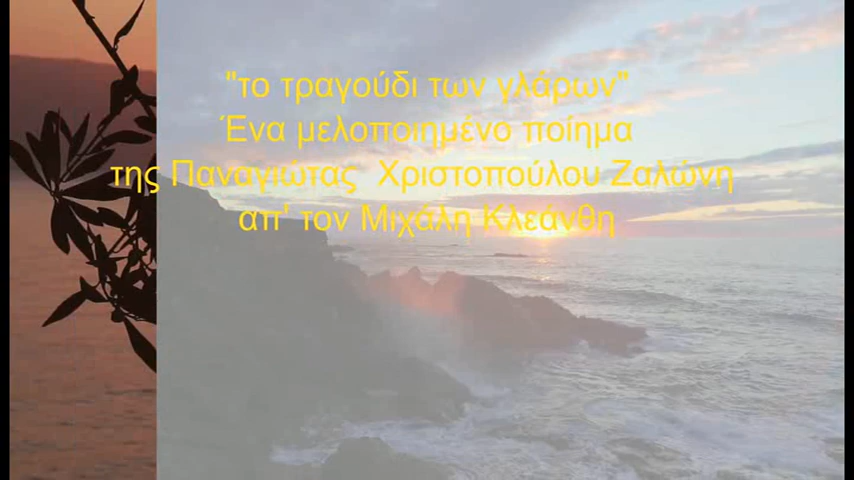 "το τραγούδι των γλάρων"
Ένα μελοποιημένο ποίημα
της Παναγιώτας Χριστοπούλου Ζαλώνη
απ' τον Μιχάλη Κλεάνθη